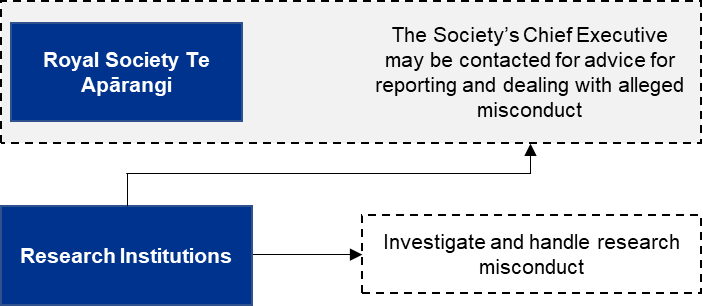 Royal Society Te
Apārangi
The Society’s Chief Executive
may be contacted for advice for
reporting and dealing with alleged
misconduct
Research Institutions
Investigate and handle research
misconduct